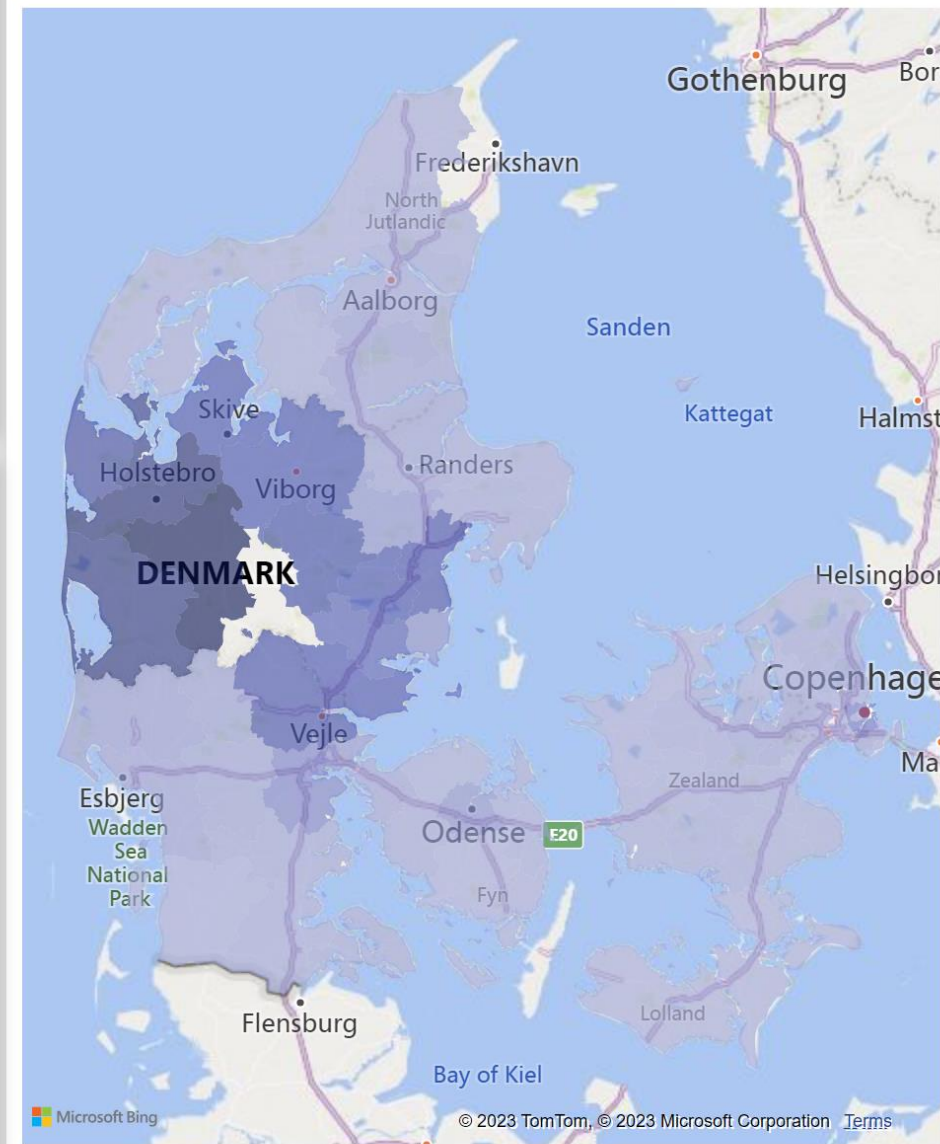 Gothenburg
Bor
Frederikshavn
North
Jutlandic
Aalborg
Sanden
Kattegat
Halmst
Skive
Holstebro
Viborg
Randers
DENMARK
Helsingbor
Copenhage
Vejle
Ma
Zealand
Esbjerg
Wadden
Sea
National
Park
Odense
E20
Fyn
Lolland
Flensburg
Bay of Kiel
Microsoft Bing
© 2023 TomTom, © 2023 Microsoft Corporation Terms